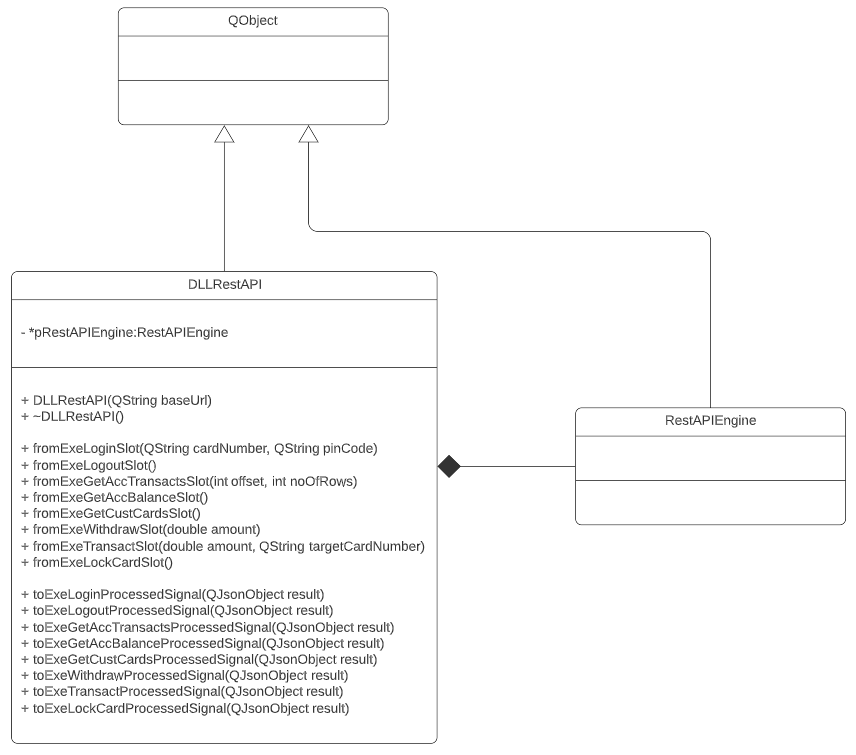 QObject
DLLRestAPI
- *pRestAPIEngine:RestAPIEngine
+ DLLRestAPI(QString baseUrl)
+ ~DLLRestAPI()
+ fromExeLoginSlot(QString cardNumber, QString pinCode)
+ fromExeLogoutSlot()
+ fromExeGetAccTransactsSlot(int offset, int noOfRows)
+ fromExeGetAccBalanceSlot()
+ fromExeGetCustCardsSlot()
+ fromExeWithdrawSlot(double amount)
+ fromExeTransactSlot(double amount, QString targetCardNumber)
+ fromExeLockCardSlot()
+ toExeLoginProcessedSignal(QJsonObject result)
+ toExeLogoutProcessedSignal(QJsonObject result)
+ toExeGetAccTransactsProcessedSignal(QJsonObject result)
+ toExeGetAccBalanceProcessedSignal(QJsonObject result)
+ toExeGetCustCardsProcessedSignal(QJsonObject result)
+ toExeWithdrawProcessedSignal(QJsonObject result)
+ toExeTransactProcessedSignal(QJsonObject result)
+ toExeLockCardProcessedSignal(QJsonObject result)
RestAPIEngine